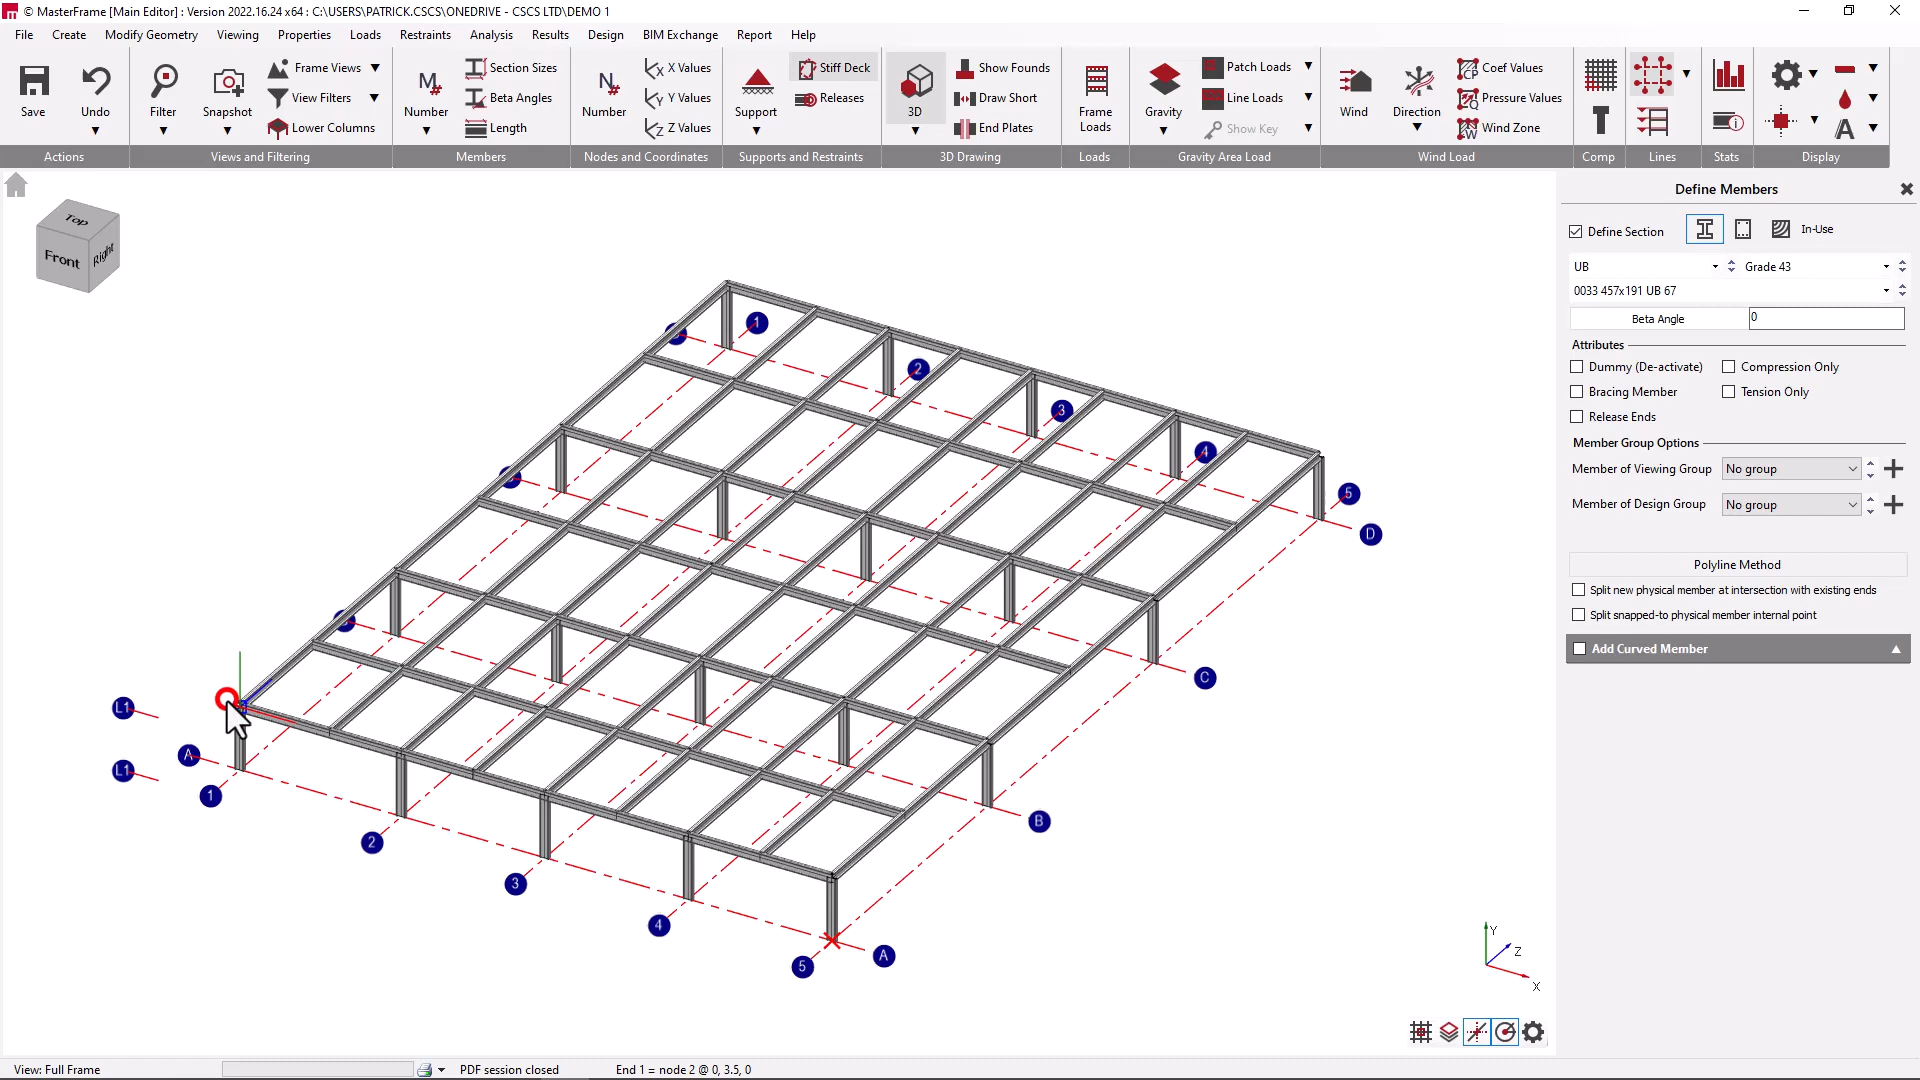 © MasterFrame [Main Editor] : Version 2022.16.24 x64 : C:\USERS\PATRICK.CSCS\ONEDRIVE - CSCS LTD\DEMO 1
File Create Modify Geometry Viewing Properties Loads Restraints Analysis Results Design BIM Exchange Report Help
Save
Undo
Actions
Filter
Snapshot
Frame Views
View Filters
Lower Columns
Views and Filtering
M#
Number
Section Sizes
Beta Angles
Length
Members
N#
Number
X Values
Y Values
Z Values
Nodes and Coordinates
Support
Stiff Deck
Releases
Supports and Restraints
3D
Show Founds
Draw Short
End Plates
3D Drawing
Frame
Loads
Loads
Gravity
Patch Loads
Line Loads
Show Key
Gravity Area Load
Wind
Direction
Coef Values
Pressure Values
Wind Zone
Wind Load
Comp
Lines
Stats
Display
Top
Front
Right
1
2
3
4
5
D
C
B
L1
A
L1
1
2
3
4
5
A
Y
Z
X
Define Members
Define Section
In-Use
UB
Grade 43
0033 457x191 UB 67
Beta Angle
0
Attributes
Dummy (De-activate)
Compression Only
Bracing Member
Tension Only
Release Ends
Member Group Options
Member of Viewing Group
No group
Member of Design Group
No group
Polyline Method
Split new physical member at intersection with existing ends
Split snapped-to physical member internal point
Add Curved Member
View: Full Frame
PDF session closed
End 1 = node 2 @ 0, 3.5, 0